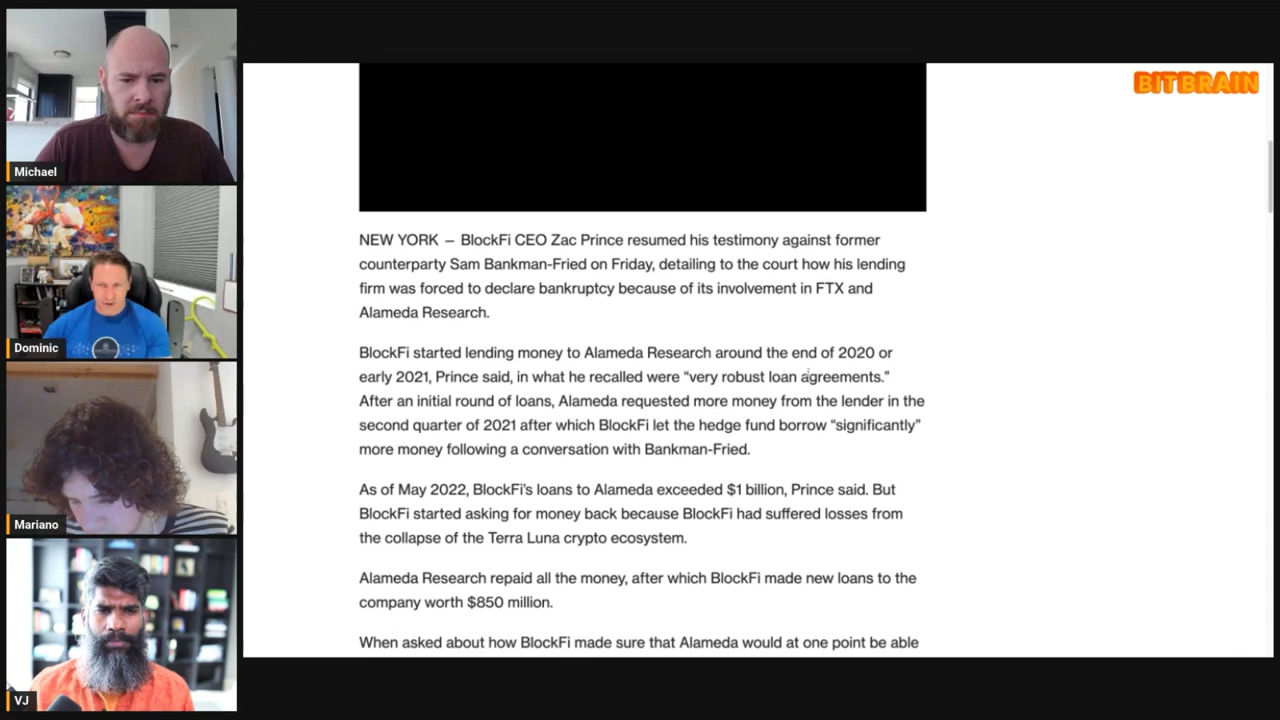 Michael
Dominic
Mariano
VJ
BITBRAIN
NEW YORK — BlockFi CEO Zac Prince resumed his testimony against former
counterparty Sam Bankman-Fried on Friday, detailing to the court how his lending
firm was forced to declare bankruptcy because of its involvement in FTX and
Alameda Research.
BlockFi started lending money to Alameda Research around the end of 2020 or
early 2021, Prince said, in what he recalled were “very robust loan agreements.”
After an initial round of loans, Alameda requested more money from the lender in the
second quarter of 2021 after which BlockFi let the hedge fund borrow “significantly”
more money following a conversation with Bankman-Fried.
As of May 2022, BlockFi’s loans to Alameda exceeded $1 billion, Prince said. But
BlockFi started asking for money back because BlockFi had suffered losses from
the collapse of the Terra Luna crypto ecosystem.
Alameda Research repaid all the money, after which BlockFi made new loans to the
company worth $850 million.
When asked about how BlockFi made sure that Alameda would at one point be able